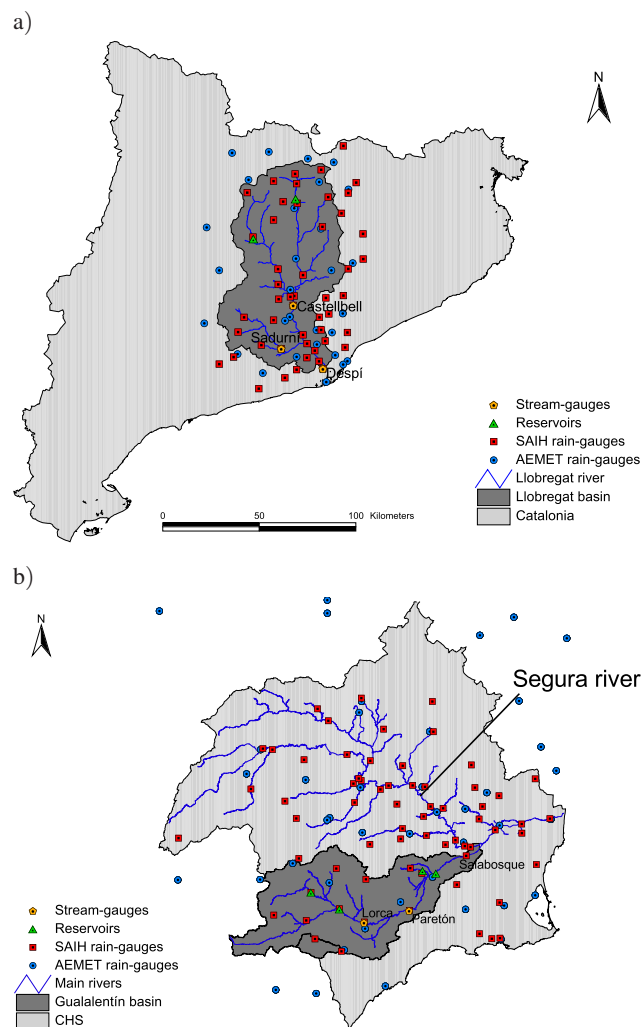 a)
N
Castellbell
Sadurní
Despí
Stream-gauges
Reservoirs
SAIH rain-gauges
AEMET rain-gauges
Llobregat river
Llobregat basin
Catalonia
0 50 100 Kilometers
b)
N
Segura river
Salabosque
Lorca
Paretón
Stream-gauges
Reservoirs
SAIH rain-gauges
AEMET rain-gauges
Main rivers
Gualalentín basin
CHS